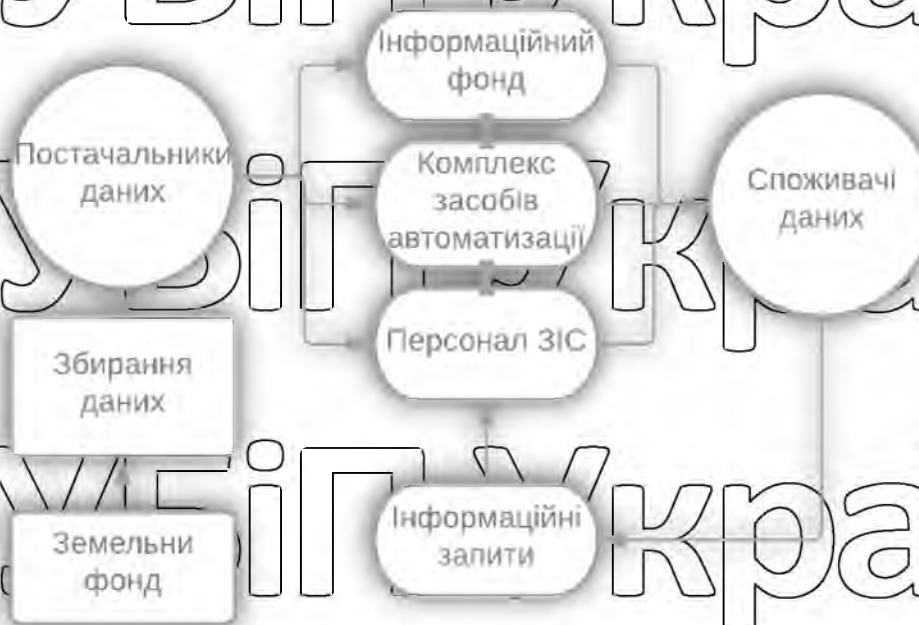 Інформаційний
фонд
Постачальники
даних
Комплекс
засобів
автоматизації
Споживачі
даних
Персонал ЗІС
Збирання
даних
Інформаційні
запити
Земельни
фонд